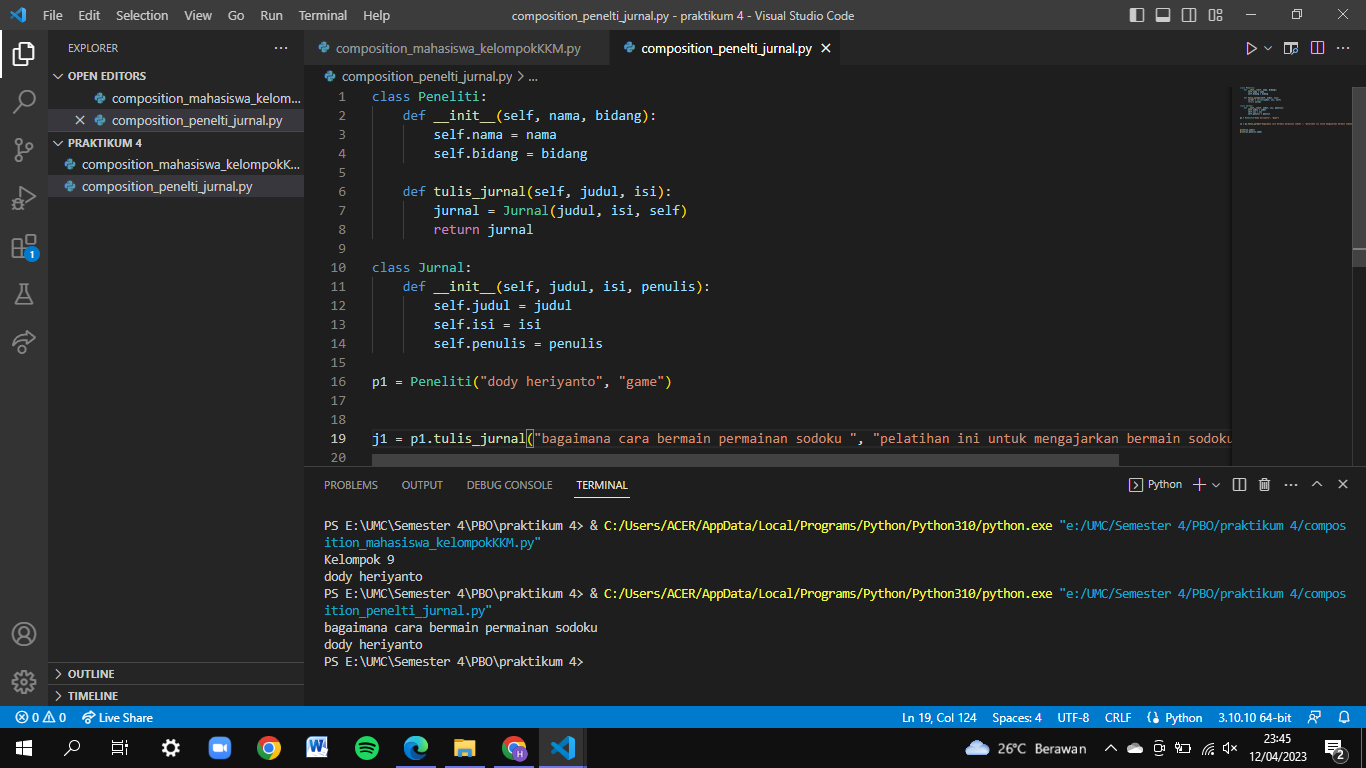 File Edit Selection View Go Run Terminal Help composition_penelti_jurnal.py - praktikum 4 - Visual Studio Code
EXPLORER
OPEN EDITORS
composition_mahasiswa_kelom...
composition_penelti_jurnal.py
PRAKTIKUM 4
composition_mahasiswa_kelompokK...
composition_penelti_jurnal.py
OUTLINE
TIMELINE
1
composition_mahasiswa_kelompokKKM.py composition_penelti_jurnal.py
composition_penelti_jurnal.py > ...
1 class Peneliti:
2 def __init__(self, nama, bidang):
3 self.nama = nama
4 self.bidang = bidang
5
6 def tulis_jurnal(self, judul, isi):
7 jurnal = Jurnal(judul, isi, self)
8 return jurnal
9
10 class Jurnal:
11 def __init__(self, judul, isi, penulis):
12 self.judul = judul
13 self.isi = isi
14 self.penulis = penulis
15
16 p1 = Peneliti("dody heriyanto", "game")
17
18
19 j1 = p1.tulis_jurnal("bagaimana cara bermain permainan sodoku ", "pelatihan ini untuk mengajarkan bermain sodoku
20
PROBLEMS OUTPUT DEBUG CONSOLE TERMINAL Python
PS E:\UMC\Semester 4\PBO\praktikum 4> & C:/Users/ACER/AppData/Local/Programs/Python/Python310/python.exe "e:/UMC/Semester 4/PBO/praktikum 4/compos
ition_mahasiswa_kelompokKKM.py"
Kelompok 9
dody heriyanto
PS E:\UMC\Semester 4\PBO\praktikum 4> & C:/Users/ACER/AppData/Local/Programs/Python/Python310/python.exe "e:/UMC/Semester 4/PBO/praktikum 4/compos
ition_penelti_jurnal.py"
bagaimana cara bermain permainan sodoku
dody heriyanto
PS E:\UMC\Semester 4\PBO\praktikum 4>
0 0 Live Share Ln 19, Col 124 Spaces: 4 UTF-8 CRLF Python 3.10.10 64-bit
26°C Berawan 23:45
12/04/2023 2